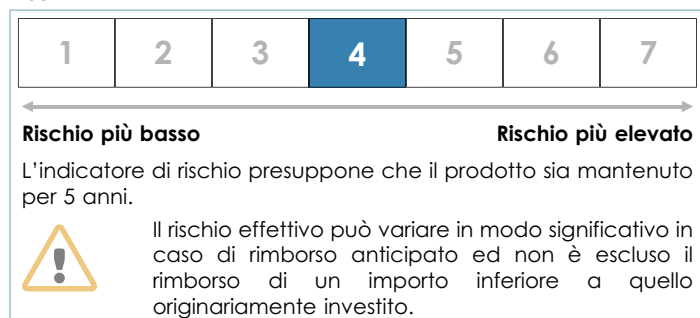 1 2 3 4 5 6 7
Rischio più basso Rischio più elevato
L'indicatore di rischio presuppone che il prodotto sia mantenuto
per 5 anni.
Il rischio effettivo può variare in modo significativo in
caso di rimborso anticipato ed non è escluso il
rimborso di un importo inferiore a quello
originariamente investito.